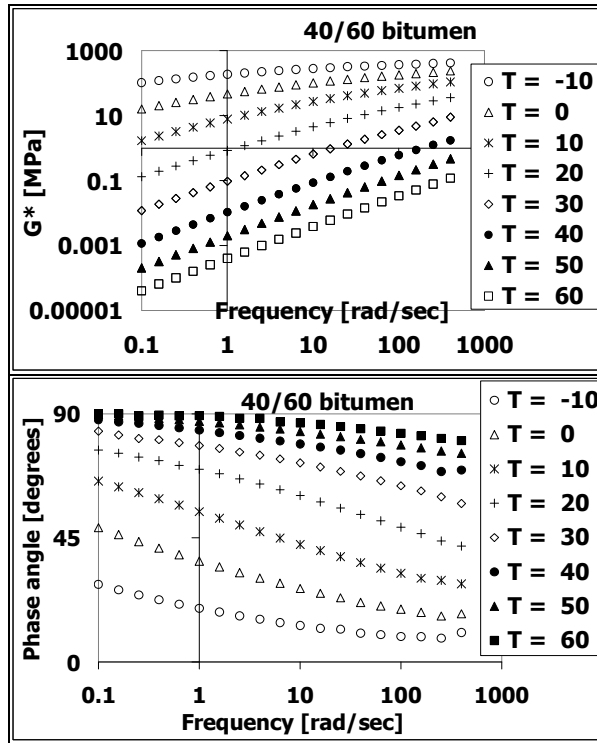 40/60 bitumen
G* [MPa]
1000
10
0.1
0.001
0.00001
0.1
1
10
100
1000
Frequency [rad/sec]
T = -10
T = 0
T = 10
T = 20
T = 30
T = 40
T = 50
T = 60
40/60 bitumen
Phase angle [degrees]
90
45
0
0.1
1
10
100
1000
Frequency [rad/sec]
T = -10
T = 0
T = 10
T = 20
T = 30
T = 40
T = 50
T = 60